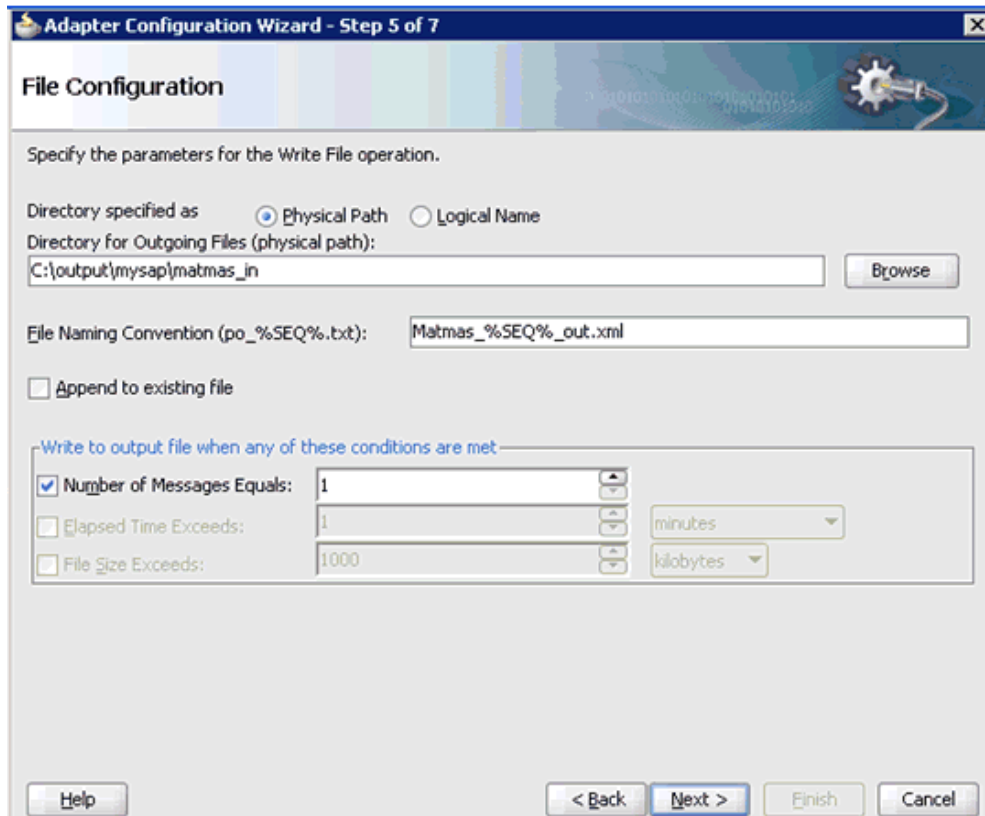 Adapter Configuration Wizard - Step 5 of 7
File Configuration
Specify the parameters for the Write File operation.
Directory specified as Physical Path Logical Name
Directory for Outgoing Files (physical path):
C:\output\mysap\matmas_in Browse
File Naming Convention (po_%SEQ%.txt): Matmas_%SEQ%_out.xml
Append to existing file
Write to output file when any of these conditions are met
Number of Messages Equals: 1
Elapsed Time Exceeds: 1 minutes
File Size Exceeds: 1000 kilobytes
Help < Back Next > Finish Cancel